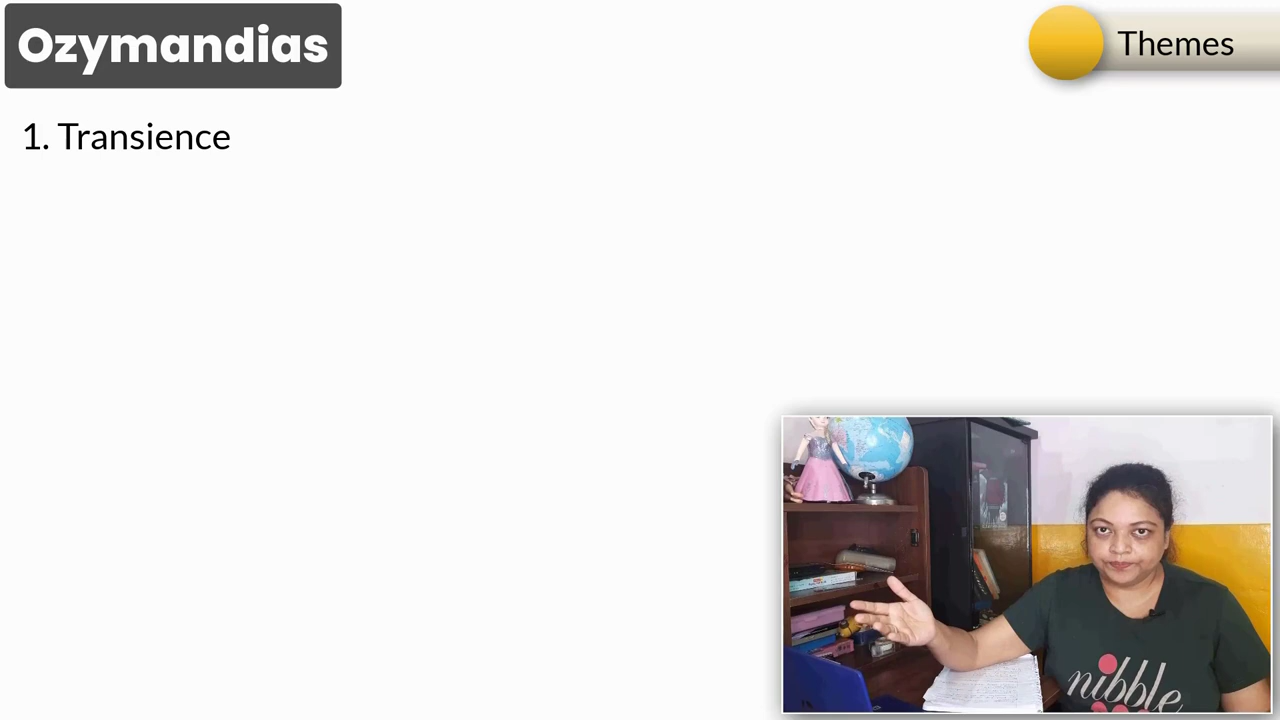 Ozymandias
Themes
1. Transience
nibble